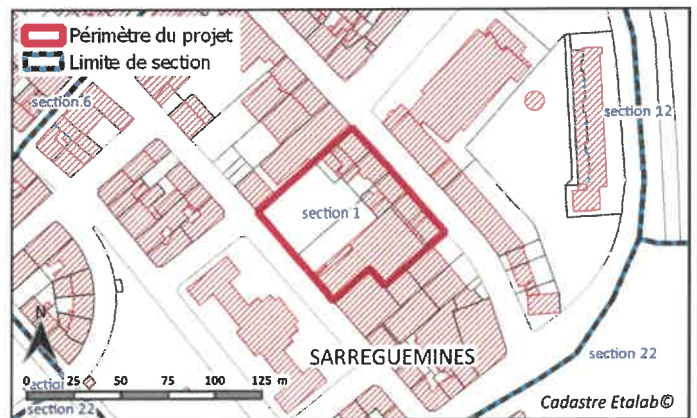 Périmètre du projet
Limite de section
section 6
section 12
section 1
N
SARREGUEMINES
section 22
0 25 50 75 100 125 m
section 22
Cadastre Etalab©